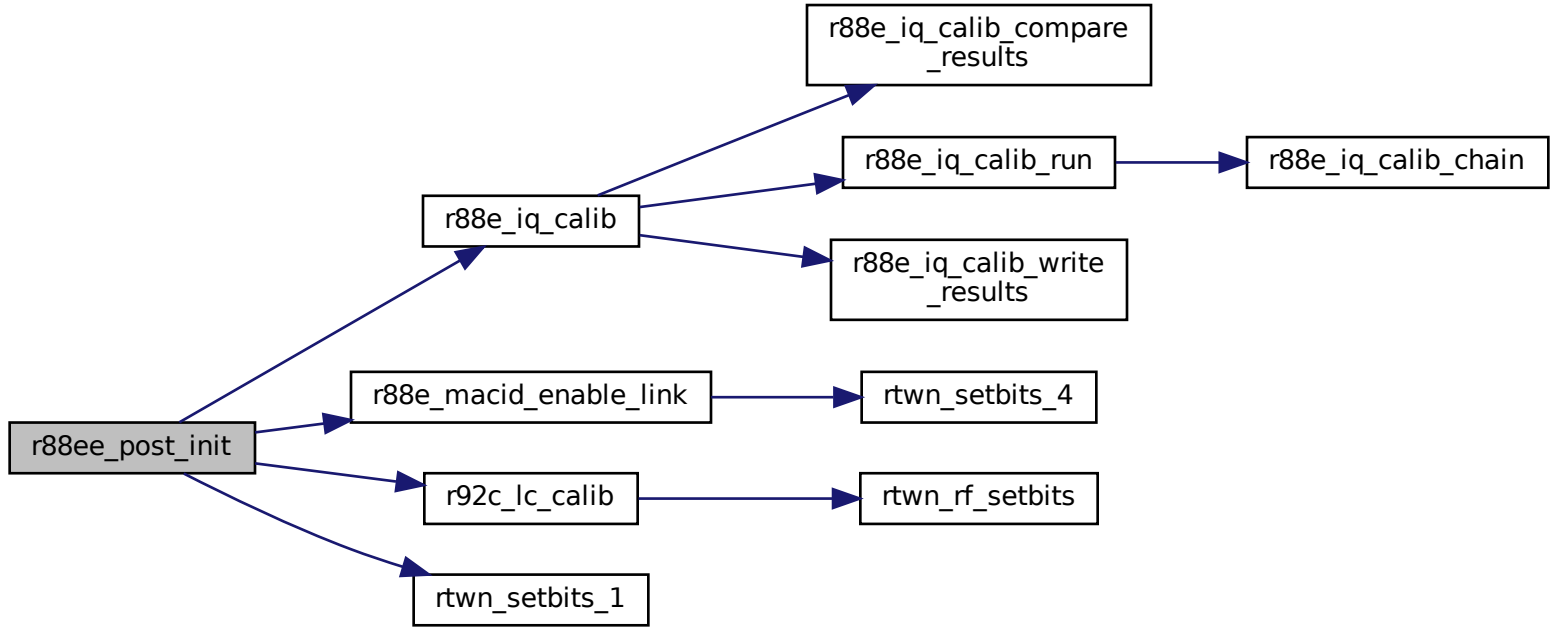 r88e_iq_calib_compare
_results
r88e_iq_calib_run
r88e_iq_calib_chain
r88e_iq_calib
r88e_iq_calib_write
_results
r88e_macid_enable_link
rtwn_setbits_4
r88ee_post_init
r92c_lc_calib
rtwn_rf_setbits
rtwn_setbits_1